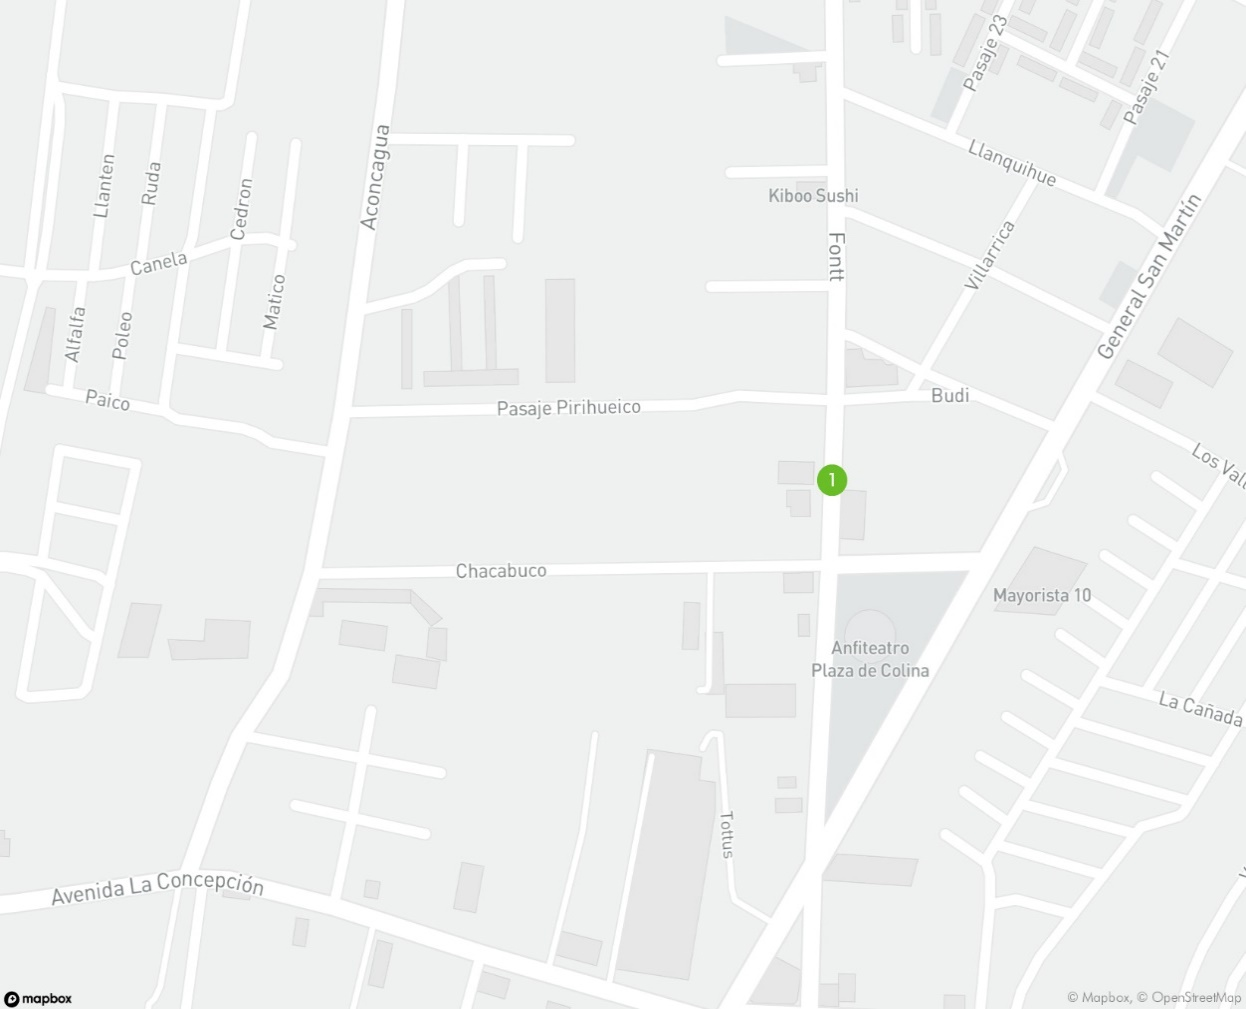 Pasaje 23
Pasaje 21
Llanquihue
Llanten
Ruda
Cedron
Aconcagua
Kiboo Sushi
Fontt
Villarrica
General San Martín
Canela
Matico
Alfalfa
Poleo
Paico
Pasaje Pirihueico
Budi
1
Chacabuco
Mayorista 10
Anfiteatro
Plaza de Colina
La Cañada
Tottus
Avenida La Concepción
mapbox
© Mapbox, © OpenStreetMap